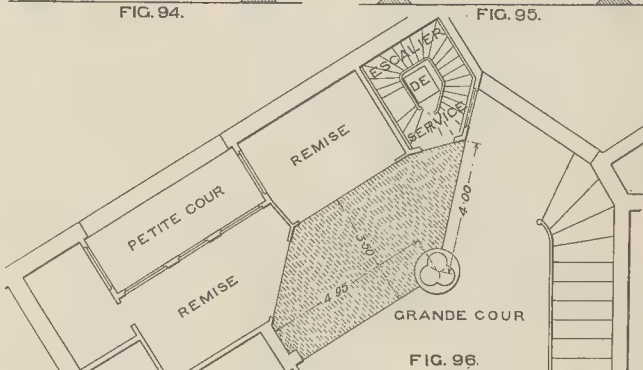 FIG. 94.
FIG. 95.
ESCALIER
DE
SERVICE
REMISE
PETITE COUR
REMISE
4.00
3.50
4.95
GRANDE COUR
FIG. 96.